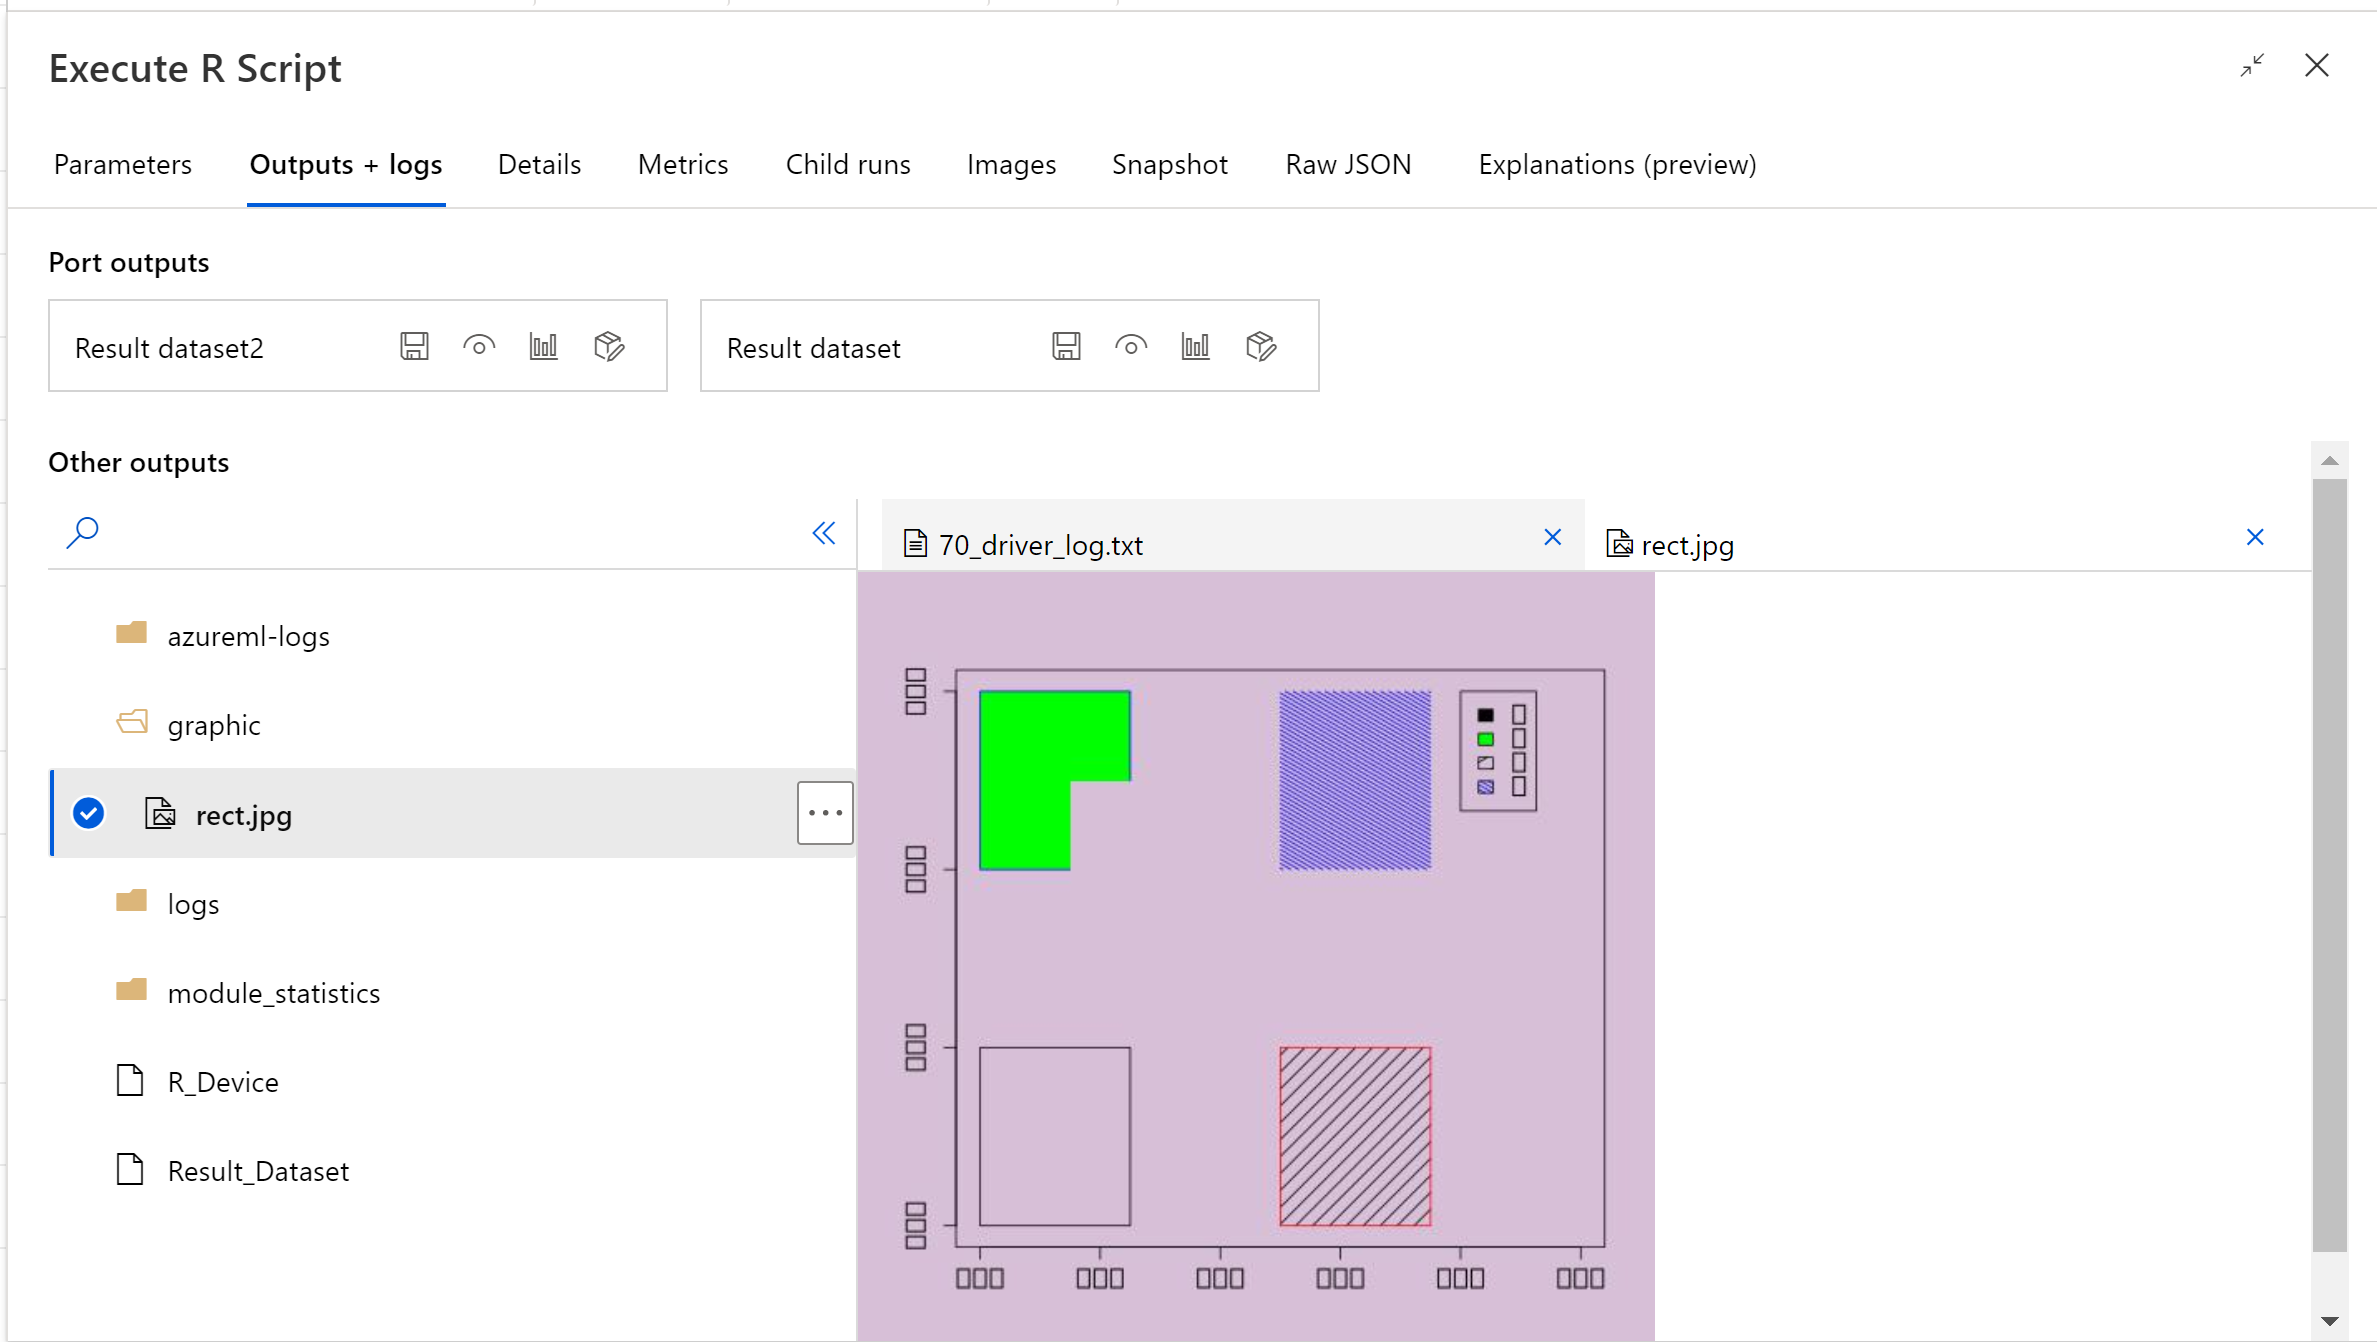 Execute R Script
Parameters Outputs + logs Details Metrics Child runs Images Snapshot Raw JSON Explanations (preview)
Port outputs
Result dataset2 Result dataset
Other outputs
70_driver_log.txt rect.jpg
azureml-logs
graphic
rect.jpg
logs
module_statistics
R_Device
Result_Dataset